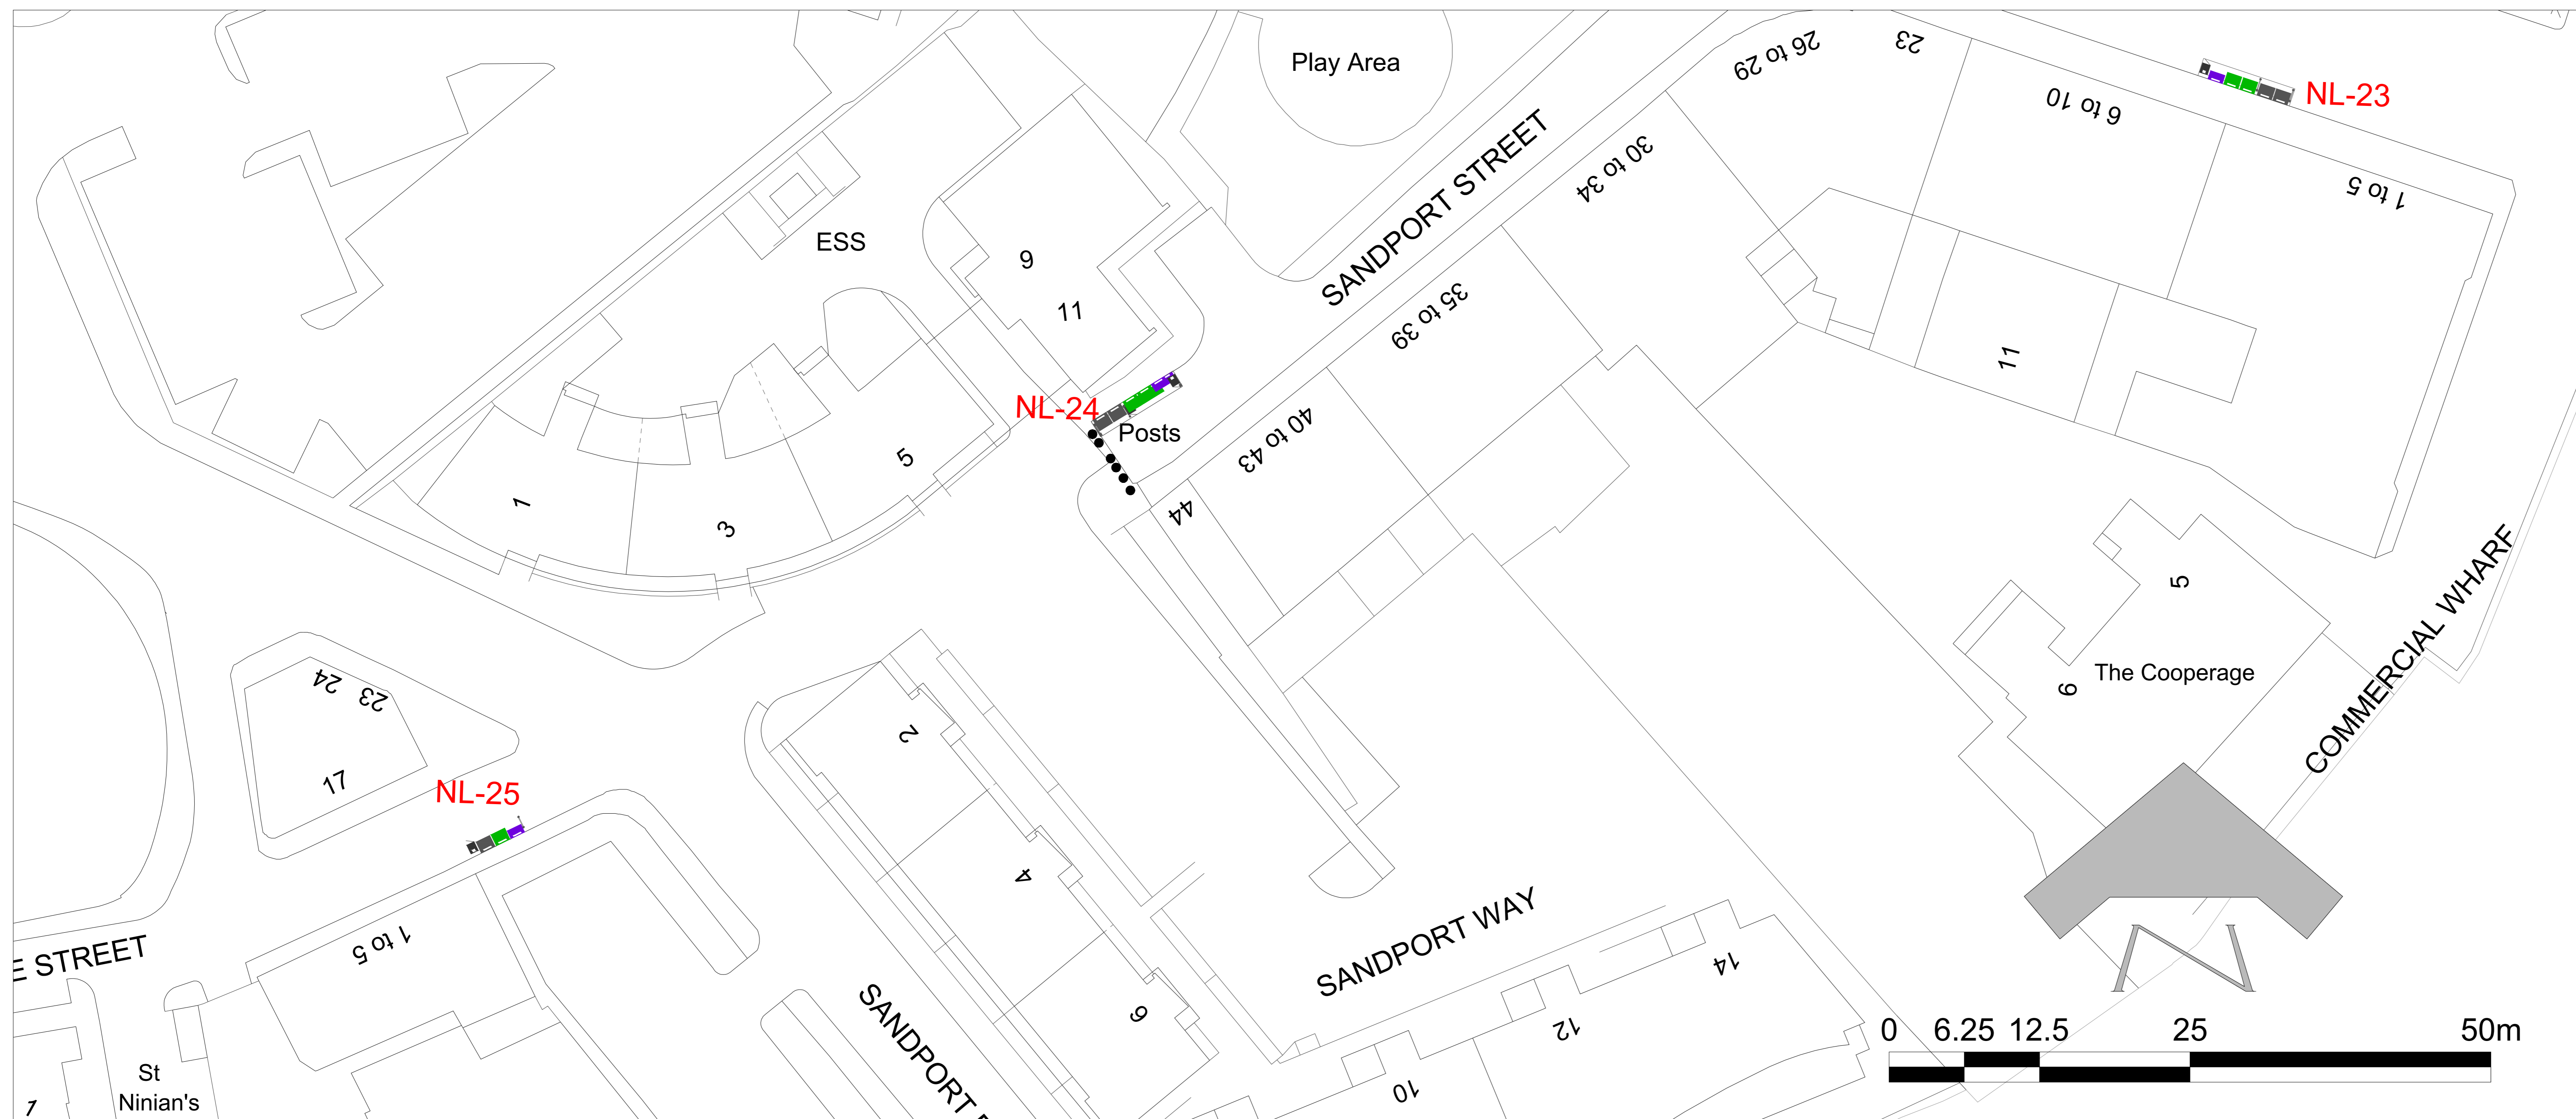 Play Area
26 to 29
23
NL-23
6 to 10
SANDPORT STREET
30 to 34
1 to 5
ESS
9
11
35 to 39
11
NL-24
Posts
40 to 43
5
1
3
44
5
COMMERCIAL WHARF
The Cooperage
6
24
23
17
2
NL-25
4
1 to 5
E STREET
SANDPORT WAY
14
SANDPORT
6
12
10
N
0 6.25 12.5 25 50m
St
Ninian's
1